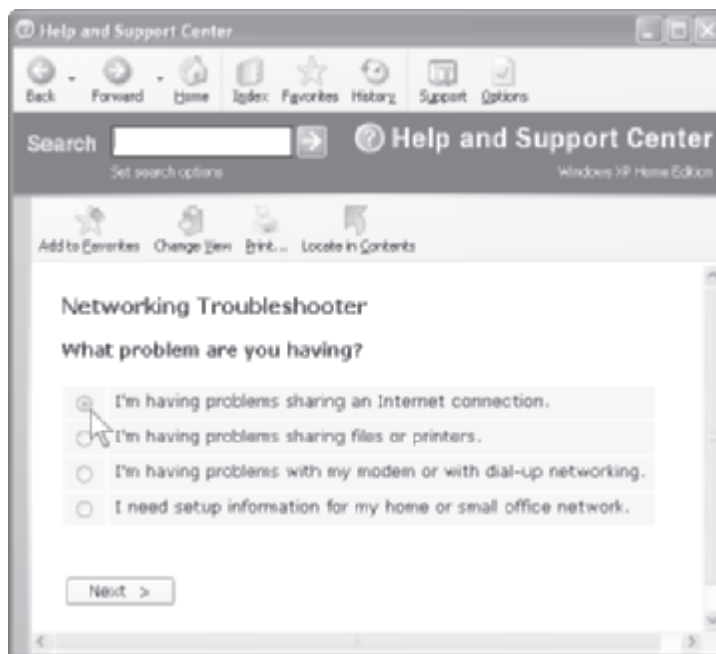 Help and Support Center
Back Forward Home Index Favorites History Support Options
Search Help and Support Center
Set search options Windows XP Home Edition
Add to Favorites Change View Print... Locate in Contents
Networking Troubleshooter
What problem are you having?
I'm having problems sharing an Internet connection.
I'm having problems sharing files or printers.
I'm having problems with my modem or with dial-up networking.
I need setup information for my home or small office network.
Next >